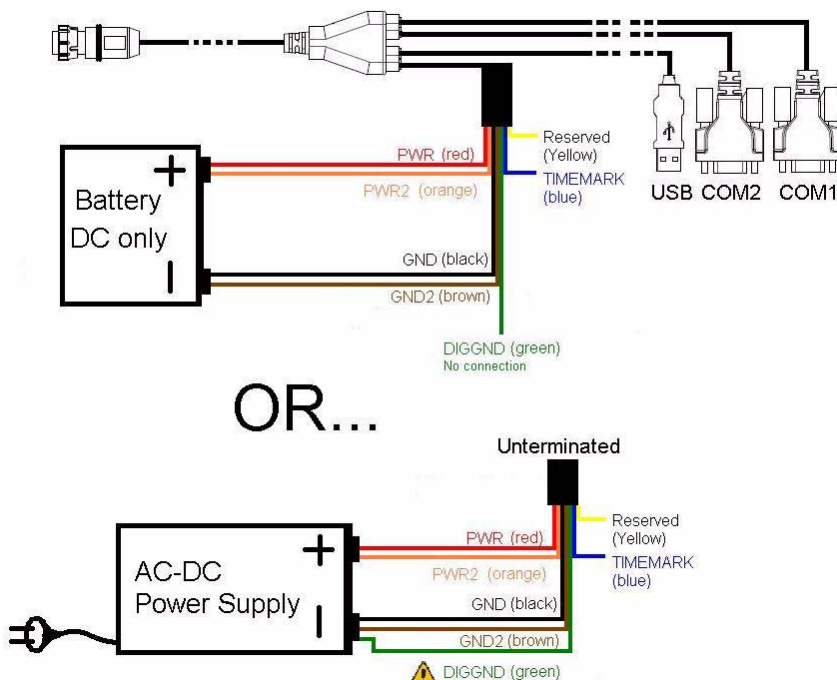 USB COM2 COM1
Reserved
(Yellow)
TIMEMARK
(blue)
PWR (red)
PWR2 (orange)
+
Battery
DC only
GND (black)
GND2 (brown)
DIGGND (green)
No connection
OR...
Unterminated
Reserved
(Yellow)
TIMEMARK
(blue)
PWR (red)
PWR2 (orange)
+
AC-DC
Power Supply
GND (black)
GND2 (brown)
DIGGND (green)